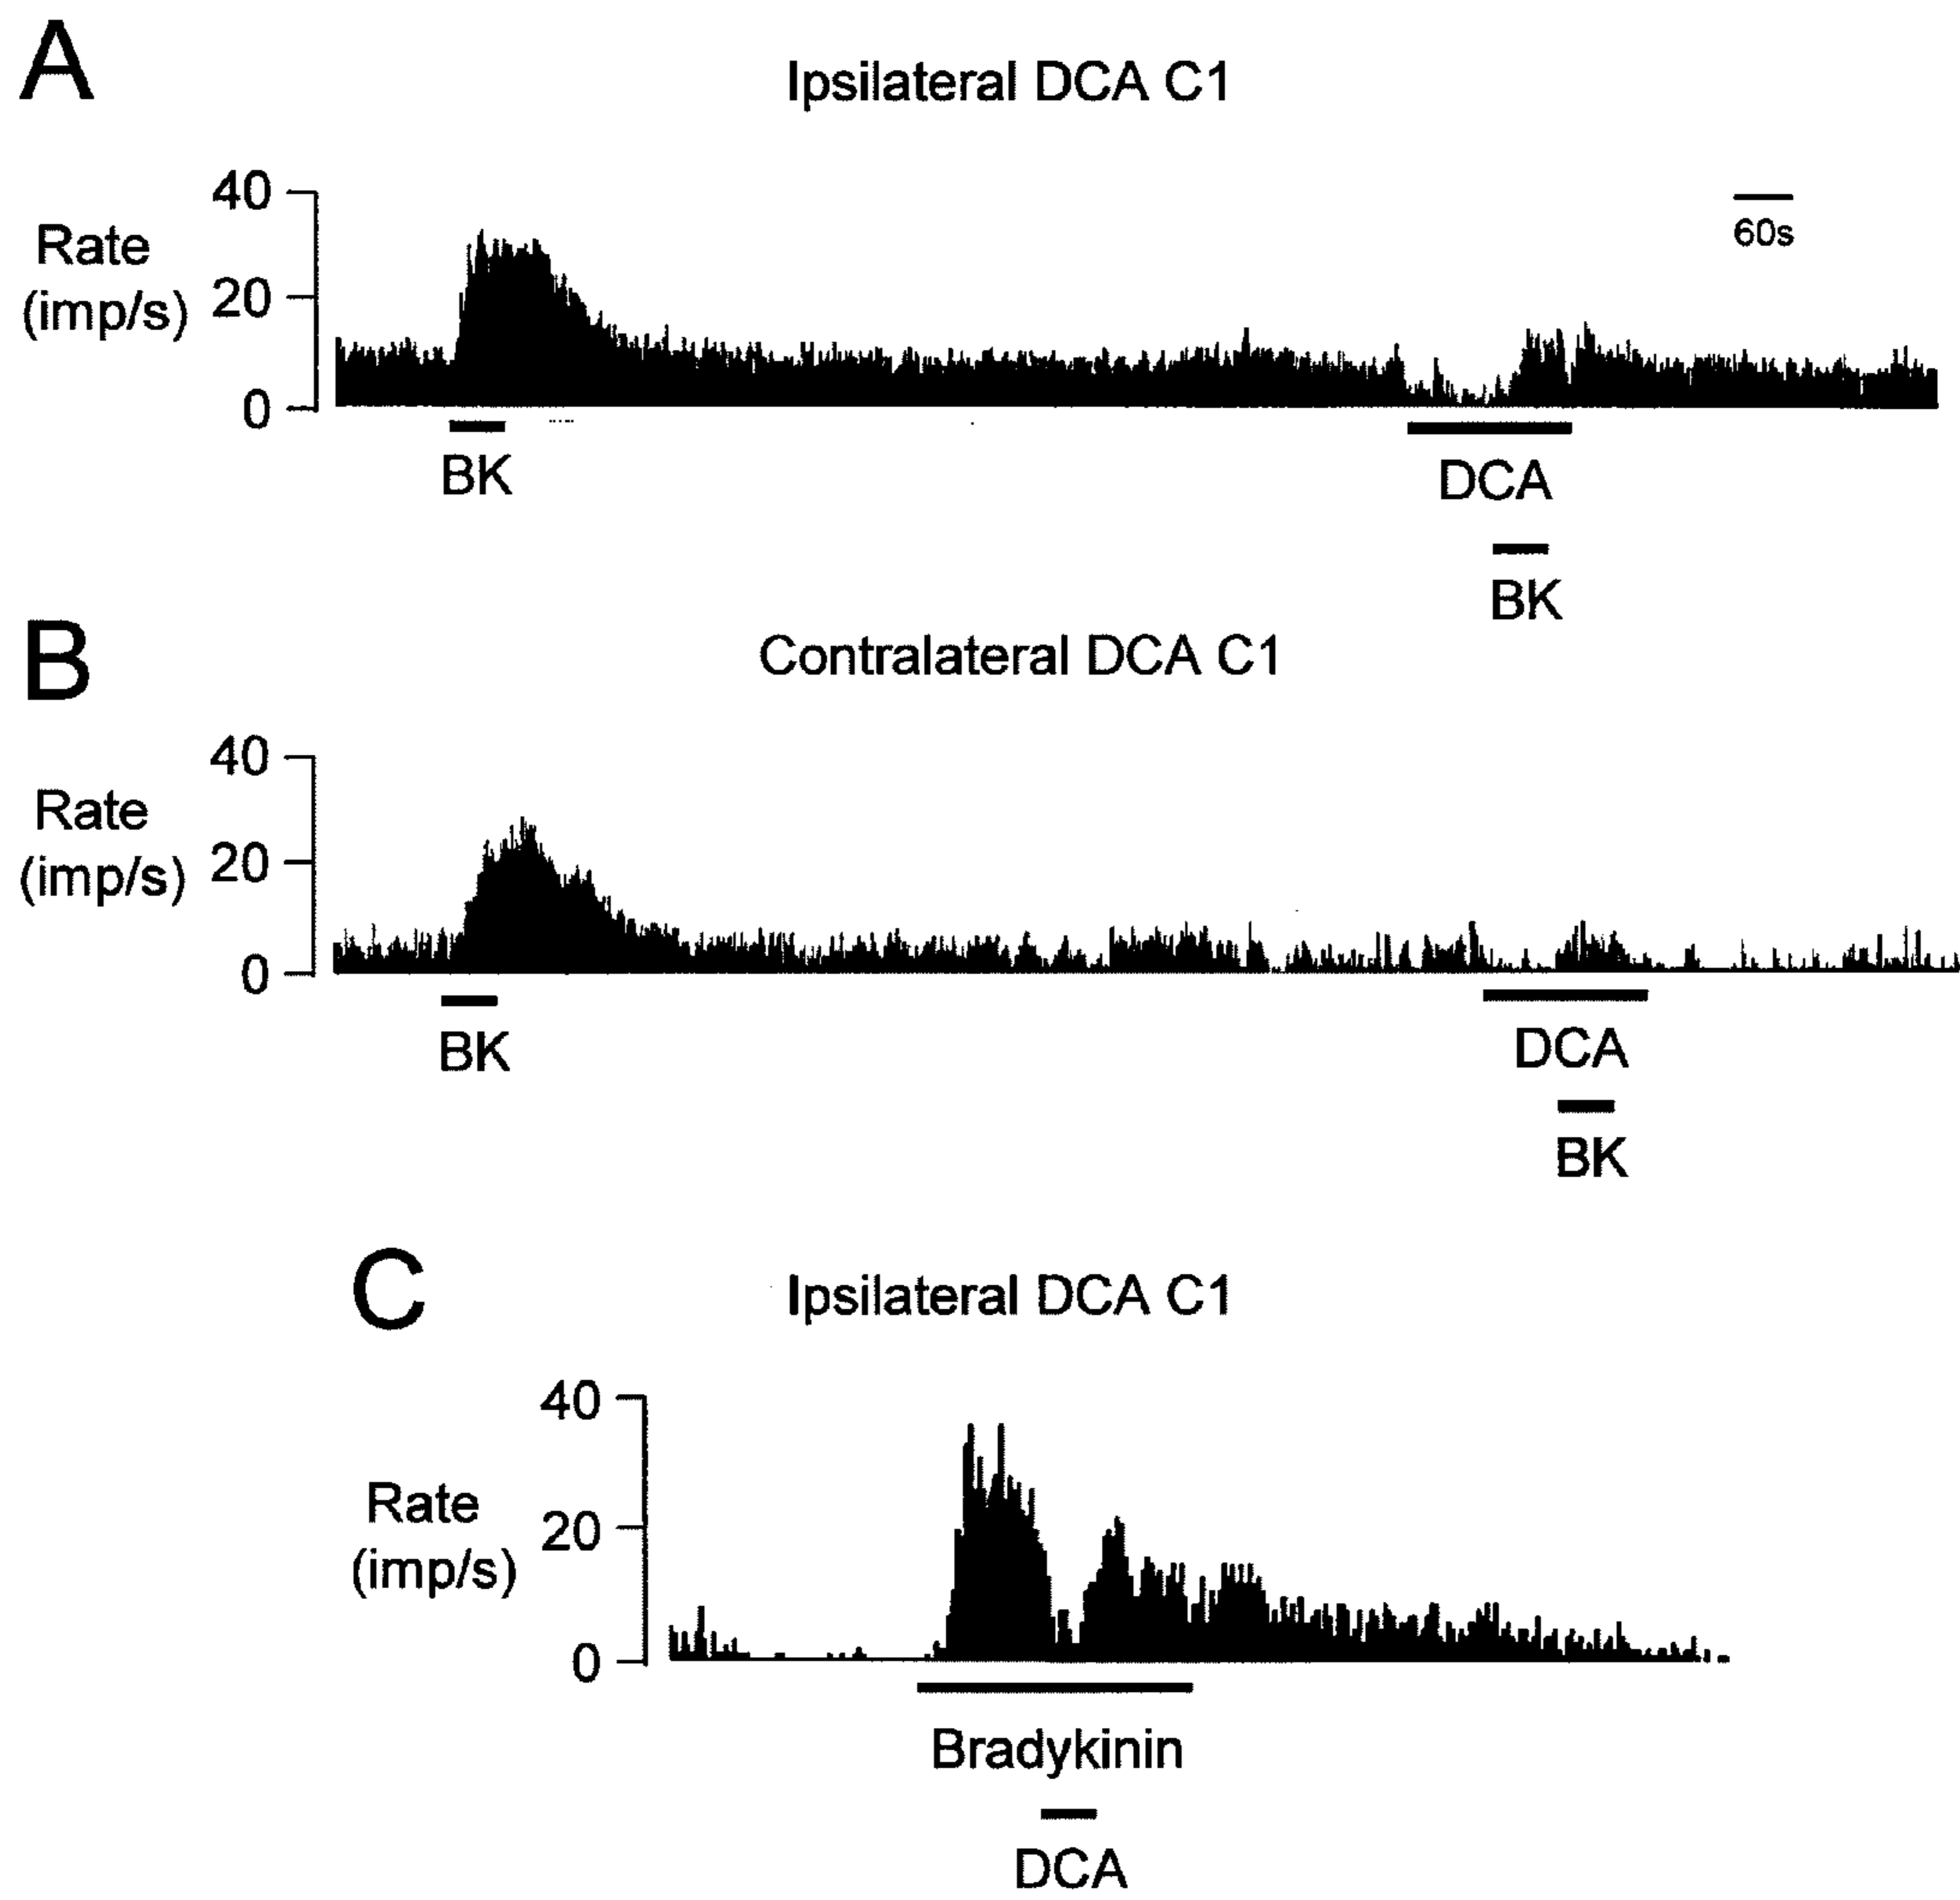 A
Ipsilateral DCA C1
40
Rate
(imp/s)
20
0
60s
BK
DCA
BK
B
Contralateral DCA C1
40
Rate
(imp/s)
20
0
BK
DCA
BK
C
Ipsilateral DCA C1
40
Rate
(imp/s)
20
0
Bradykinin
DCA